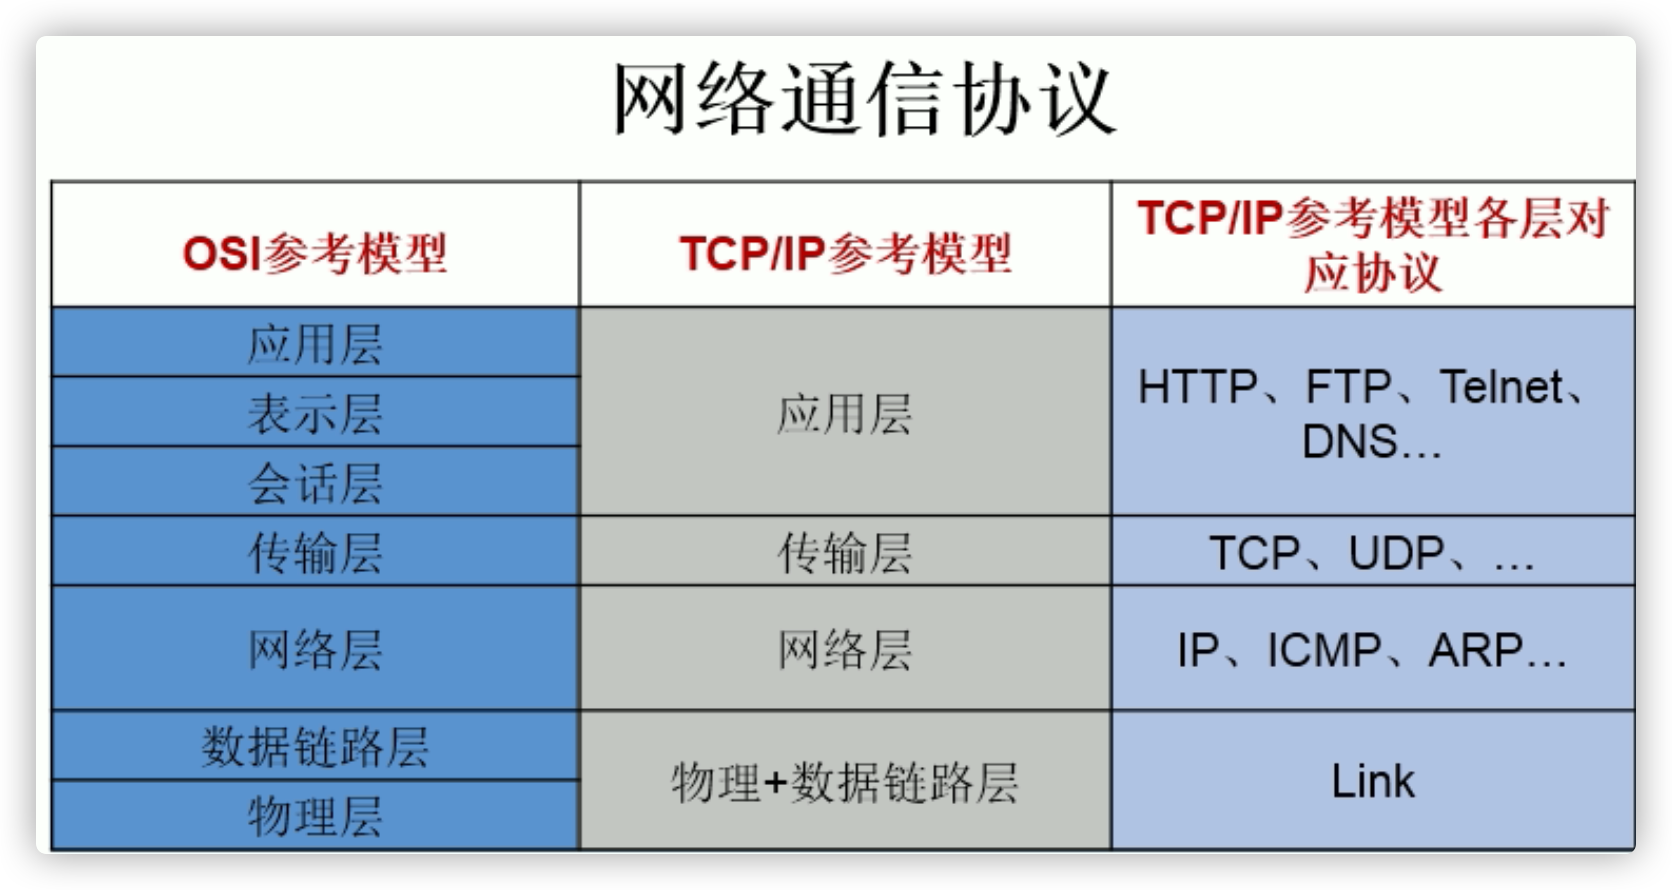 网络通信协议
OSI参考模型
TCP/IP参考模型
TCP/IP参考模型各层对
应协议
应用层
表示层
会话层
应用层
HTTP、FTP、Telnet、
DNS...
传输层
传输层
TCP、UDP、...
网络层
网络层
IP、ICMP、ARP...
数据链路层
物理层
物理+数据链路层
Link